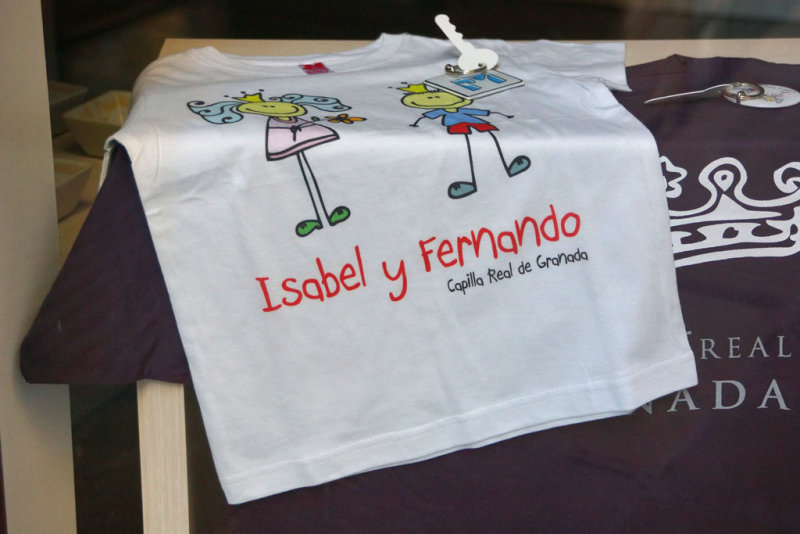 Isabel y Fernando
Capilla Real de Granada
REAL
NADA